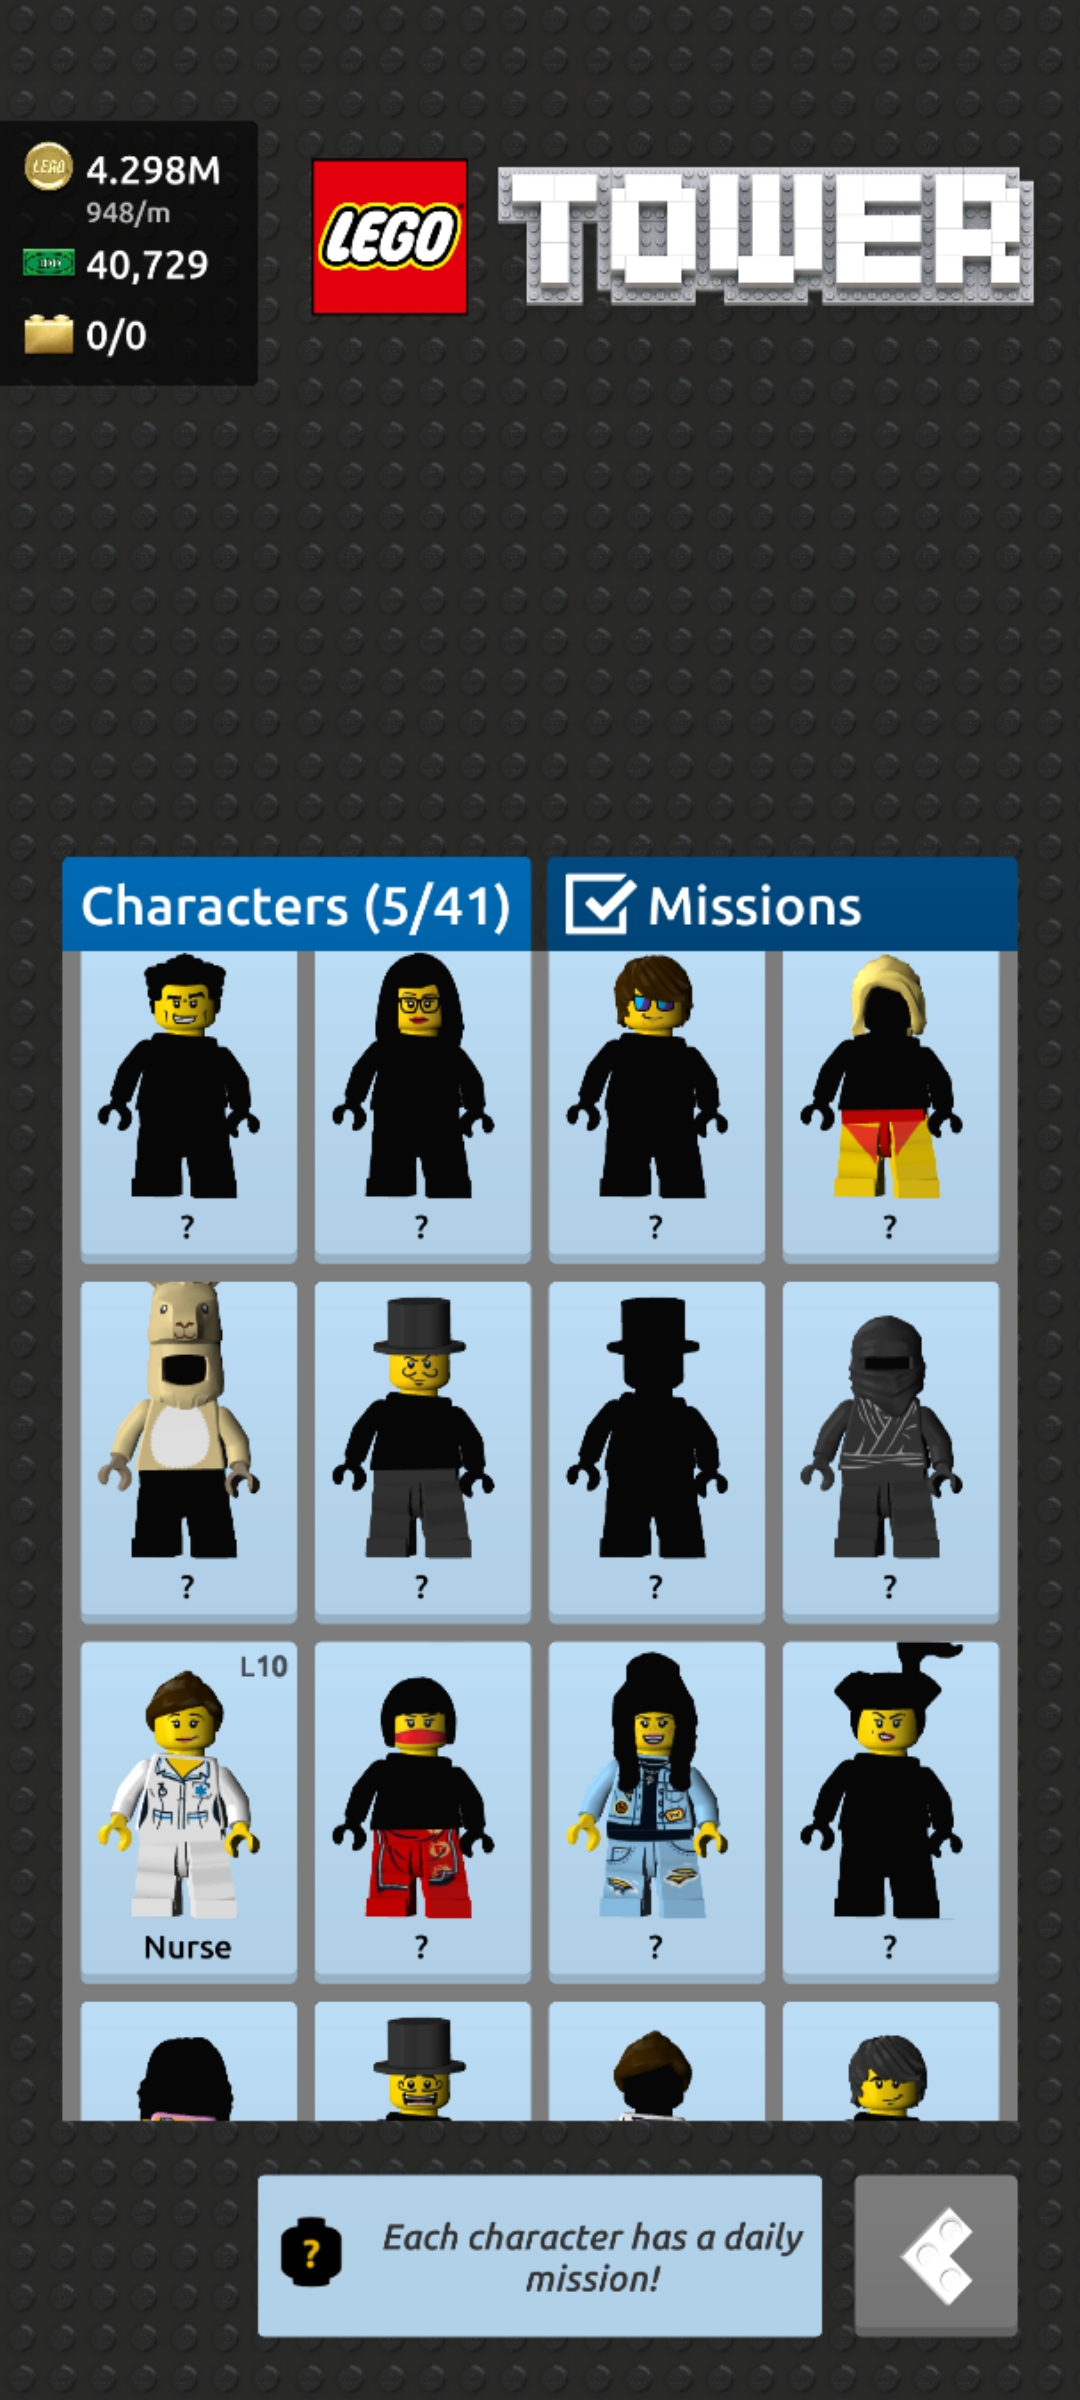 LEGO
4.298M
948/m
40,729
0/0
LEGO TOWER
Characters (5/41)
Missions
? ? ? ?
? ? ? ?
L10
Nurse ? ? ?
?
Each character has a daily
mission!